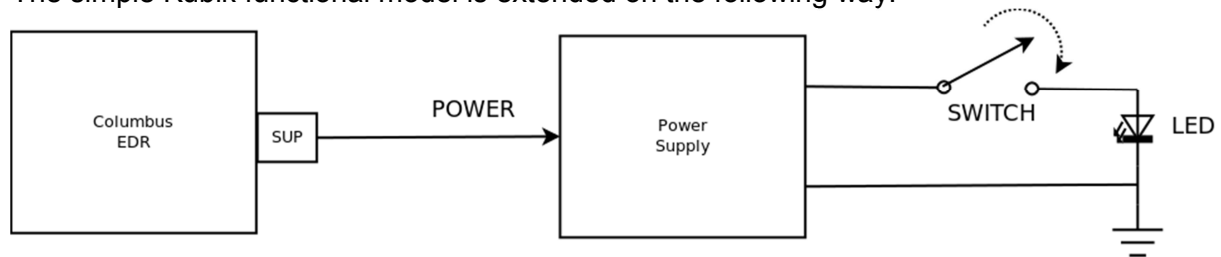 The simple Rubik functional model is extended on the following way:
Columbus
EDR
SUP
POWER
Power
Supply
SWITCH
LED